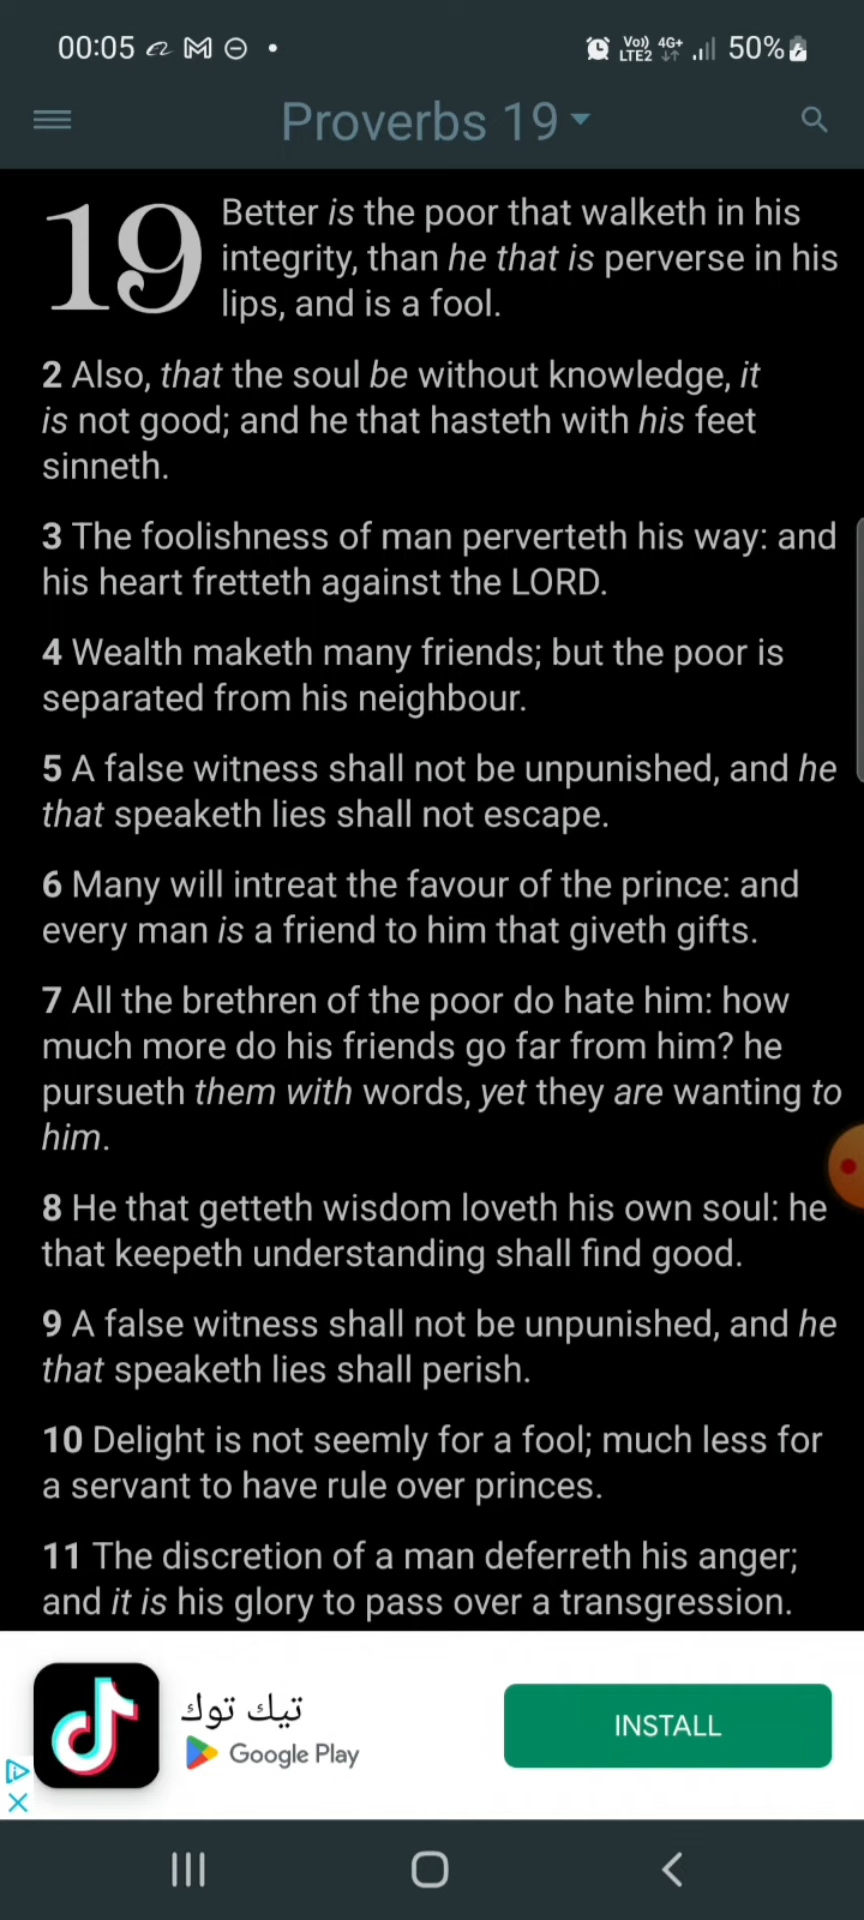 00:05
Vo)) 4G+
LTE2
50%
Proverbs 19
19
Better is the poor that walketh in his
integrity, than he that is perverse in his
lips, and is a fool.
2 Also, that the soul be without knowledge, it
is not good; and he that hasteth with his feet
sinneth.
3 The foolishness of man perverteth his way: and
his heart fretteth against the LORD.
4 Wealth maketh many friends; but the poor is
separated from his neighbour.
5 A false witness shall not be unpunished, and he
that speaketh lies shall not escape.
6 Many will intreat the favour of the prince: and
every man is a friend to him that giveth gifts.
7 All the brethren of the poor do hate him: how
much more do his friends go far from him? he
pursueth them with words, yet they are wanting to
him.
8 He that getteth wisdom loveth his own soul: he
that keepeth understanding shall find good.
9 A false witness shall not be unpunished, and he
that speaketh lies shall perish.
10 Delight is not seemly for a fool; much less for
a servant to have rule over princes.
11 The discretion of a man deferreth his anger;
and it is his glory to pass over a transgression.
تيك توك
Google Play
INSTALL